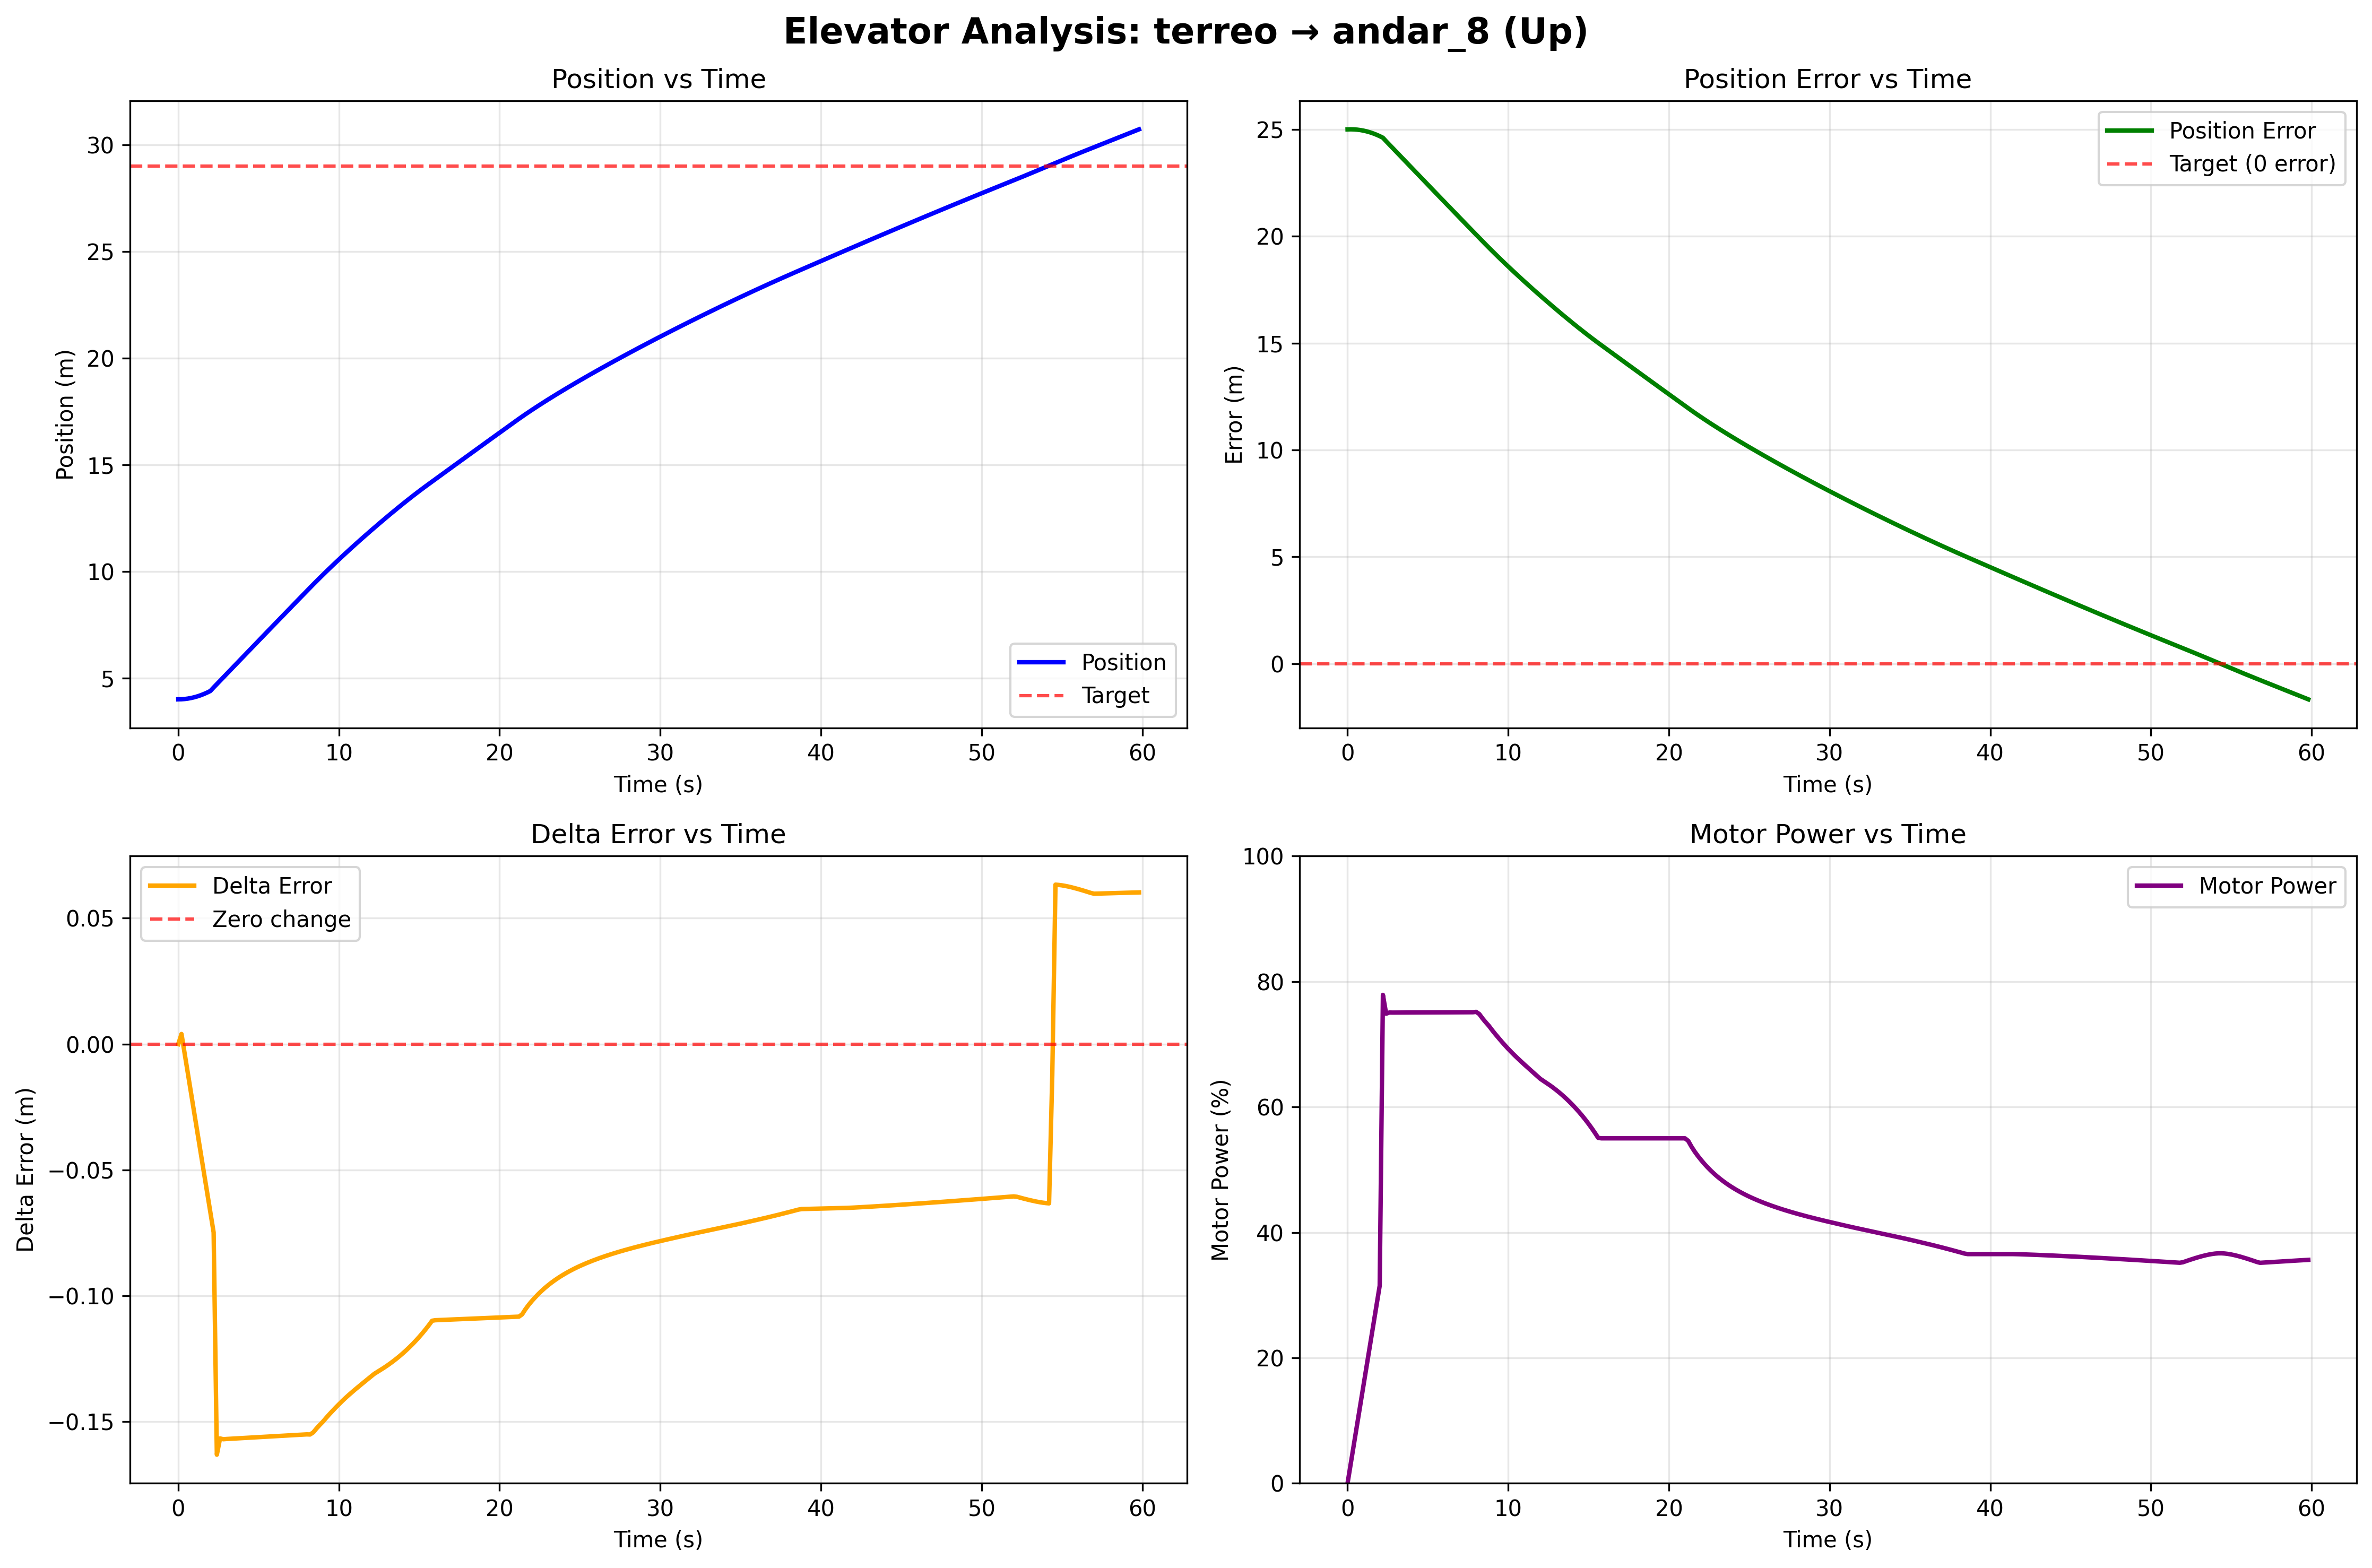 Elevator Analysis: terreo → andar_8 (Up)
Position vs Time
30
25
20
15
10
5
Position (m)
Position
Target
0 10 20 30 40 50 60
Time (s)
Position Error vs Time
25
20
15
10
5
0
Error (m)
Position Error
Target (0 error)
0 10 20 30 40 50 60
Time (s)
Delta Error vs Time
Delta Error
Zero change
0.05
0.00
−0.05
−0.10
−0.15
Delta Error (m)
0 10 20 30 40 50 60
Time (s)
Motor Power vs Time
100
80
60
40
20
0
Motor Power (%)
Motor Power
0 10 20 30 40 50 60
Time (s)